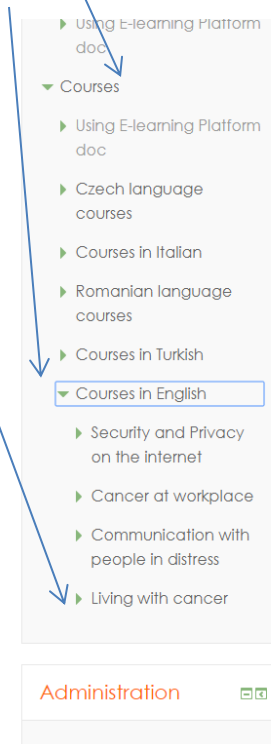 Using E-learning Platform
doc
Courses
Using E-learning Platform
doc
Czech language
courses
Courses in Italian
Romanian language
courses
Courses in Turkish
Courses in English
Security and Privacy
on the internet
Cancer at workplace
Communication with
people in distress
Living with cancer
Administration